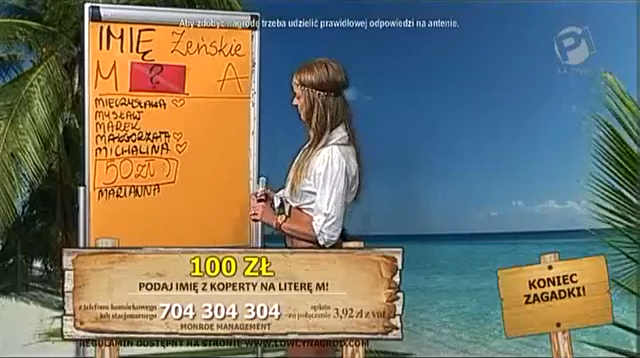 Aby zdobyć nagrodę trzeba udzielić prawidłowej odpowiedzi na antenie.
IMIĘ Żeńskie
M ? A
MIECZYSŁAWA
MYSŁAW
MAREK
MAŁGORZATA
MICHALINA
50zł
MARIANNA
100 ZŁ
PODAJ IMIĘ Z KOPERTY NA LITERĘ M!
z telefonu komórkowego lub stacjonarnego 704 304 304 opłata za połączenie 3,92 zł z vat
MONROE MANAGEMENT
REGULAMIN DOSTĘPNY NA STRONIE WWW.LOWCYNAGROD.COM
KONIEC
ZAGADKI!